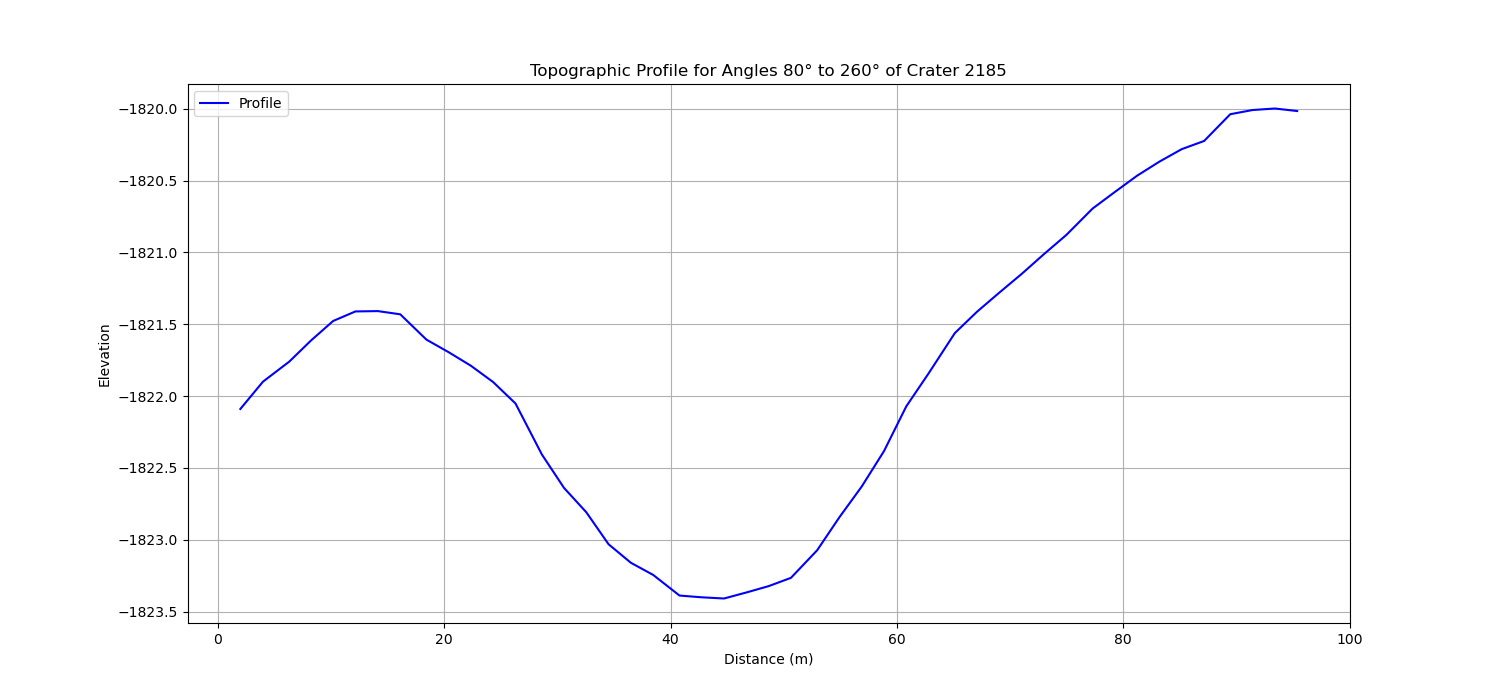 Topographic Profile for Angles 80° to 260° of Crater 2185
Profile
−1820.0
−1820.5
−1821.0
−1821.5
−1822.0
−1822.5
−1823.0
−1823.5
Elevation
0 20 40 60 80 100
Distance (m)